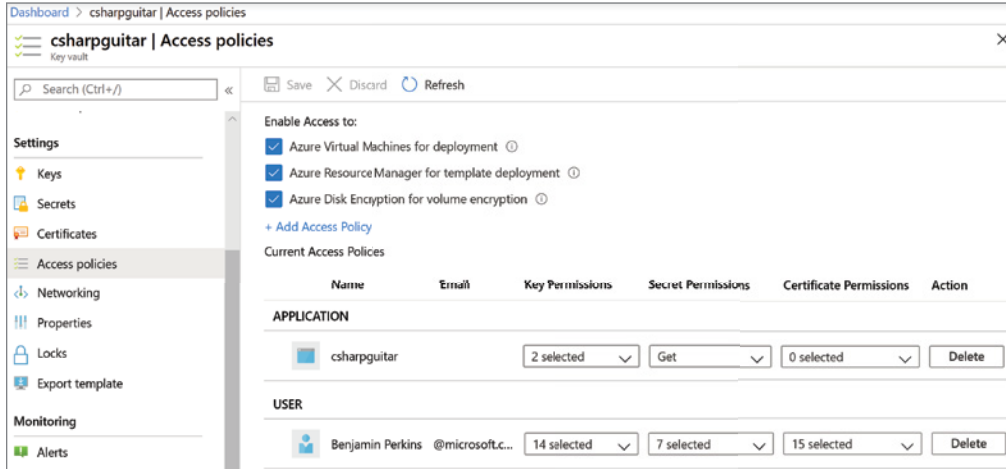 Dashboard > csharpguitar | Access policies
csharpguitar | Access policies
Key vault
Search (Ctrl+/)
«
Save Discard Refresh
Settings
Keys
Secrets
Certificates
Access policies
Networking
Properties
Locks
Export template
Monitoring
Alerts
Enable Access to:
Azure Virtual Machines for deployment
Azure Resource Manager for template deployment
Azure Disk Encryption for volume encryption
+ Add Access Policy
Current Access Polices
Name Email Key Permissions Secret Permissions Certificate Permissions Action
APPLICATION
csharpguitar 2 selected Get 0 selected Delete
USER
Benjamin Perkins @microsoft.c... 14 selected 7 selected 15 selected Delete